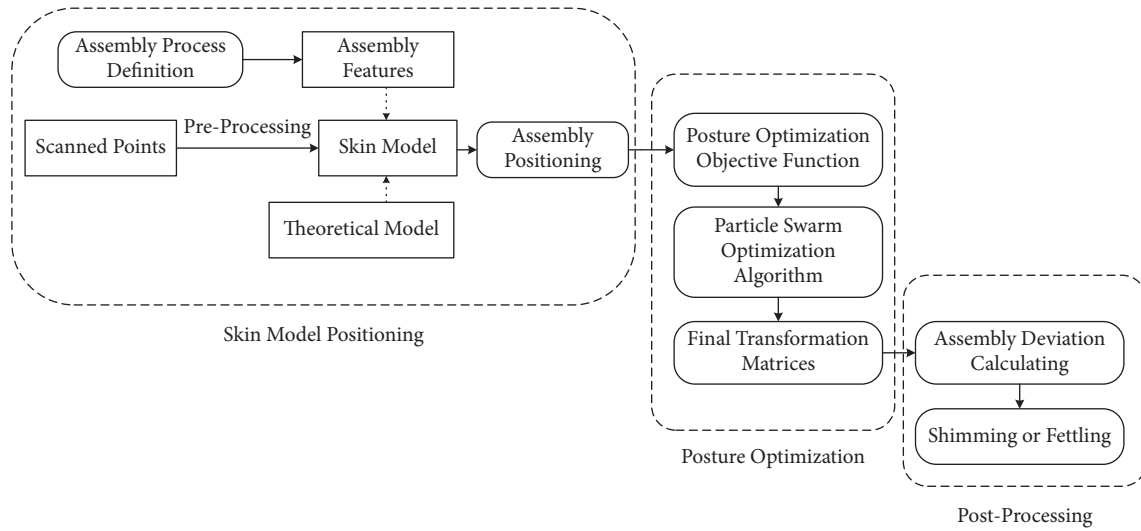 Assembly Process
Definition
Assembly
Features
Scanned Points
Pre-Processing
Skin Model
Assembly
Positioning
Theoretical Model
Skin Model Positioning
Posture Optimization
Objective Function
Particle Swarm
Optimization
Algorithm
Final Transformation
Matrices
Posture Optimization
Assembly Deviation
Calculating
Shimming or Fettling
Post-Processing